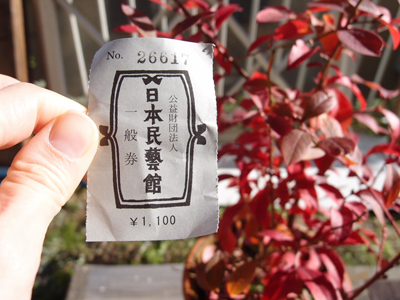 No. 26617
公益財団法人
日本民藝館
一般券
￥1,100